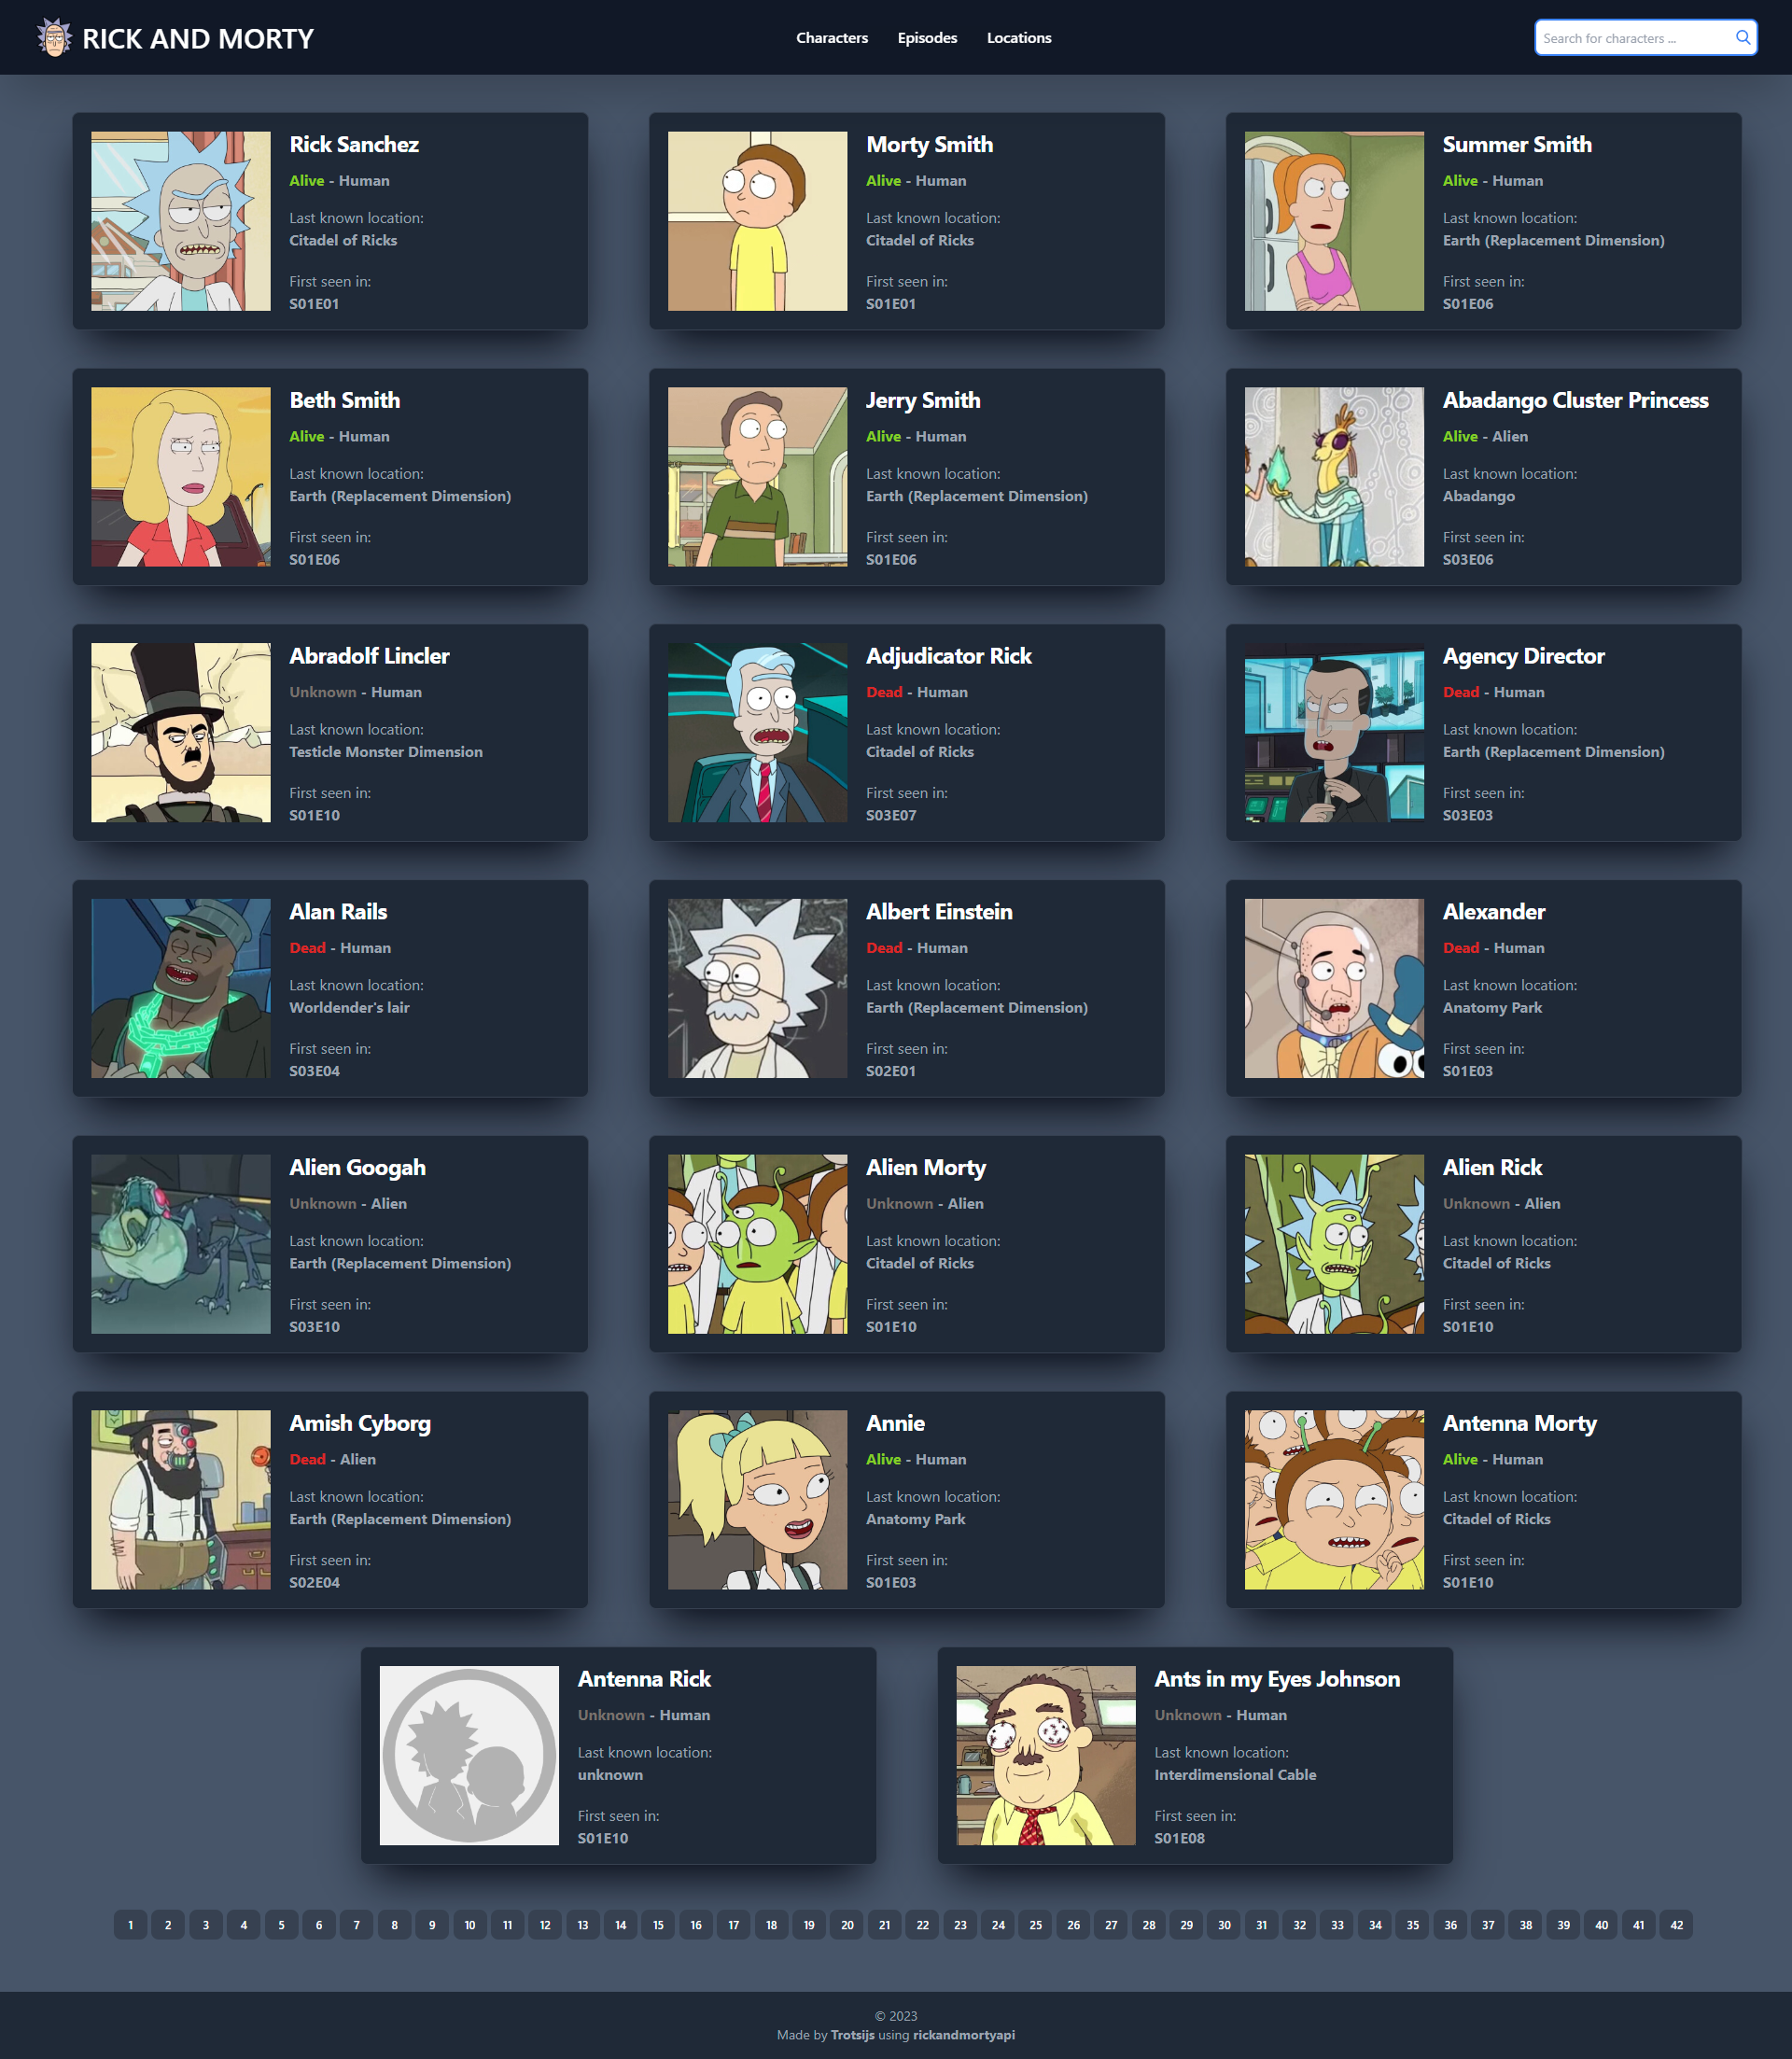 RICK AND MORTY
Characters
Episodes
Locations
Search for characters ...
Rick Sanchez
Alive - Human
Last known location:
Citadel of Ricks
First seen in:
S01E01
Morty Smith
Alive - Human
Last known location:
Citadel of Ricks
First seen in:
S01E01
Summer Smith
Alive - Human
Last known location:
Earth (Replacement Dimension)
First seen in:
S01E06
Beth Smith
Alive - Human
Last known location:
Earth (Replacement Dimension)
First seen in:
S01E06
Jerry Smith
Alive - Human
Last known location:
Earth (Replacement Dimension)
First seen in:
S01E06
Abadango Cluster Princess
Alive - Alien
Last known location:
Abadango
First seen in:
S03E06
Abradolf Lincler
Unknown - Human
Last known location:
Testicle Monster Dimension
First seen in:
S01E10
Adjudicator Rick
Dead - Human
Last known location:
Citadel of Ricks
First seen in:
S03E07
Agency Director
Dead - Human
Last known location:
Earth (Replacement Dimension)
First seen in:
S03E03
Alan Rails
Dead - Human
Last known location:
Worldender's lair
First seen in:
S03E04
Albert Einstein
Dead - Human
Last known location:
Earth (Replacement Dimension)
First seen in:
S02E01
Alexander
Dead - Human
Last known location:
Anatomy Park
First seen in:
S01E03
Alien Googah
Unknown - Alien
Last known location:
Earth (Replacement Dimension)
First seen in:
S03E10
Alien Morty
Unknown - Alien
Last known location:
Citadel of Ricks
First seen in:
S01E10
Alien Rick
Unknown - Alien
Last known location:
Citadel of Ricks
First seen in:
S01E10
Amish Cyborg
Dead - Alien
Last known location:
Earth (Replacement Dimension)
First seen in:
S02E04
Annie
Alive - Human
Last known location:
Anatomy Park
First seen in:
S01E03
Antenna Morty
Alive - Human
Last known location:
Citadel of Ricks
First seen in:
S01E10
Antenna Rick
Unknown - Human
Last known location:
unknown
First seen in:
S01E10
Ants in my Eyes Johnson
Unknown - Human
Last known location:
Interdimensional Cable
First seen in:
S01E08
1 2 3 4 5 6 7 8 9 10 11 12 13 14 15 16 17 18 19 20 21 22 23 24 25 26 27 28 29 30 31 32 33 34 35 36 37 38 39 40 41 42
© 2023
Made by Trotsijs using rickandmortyapi